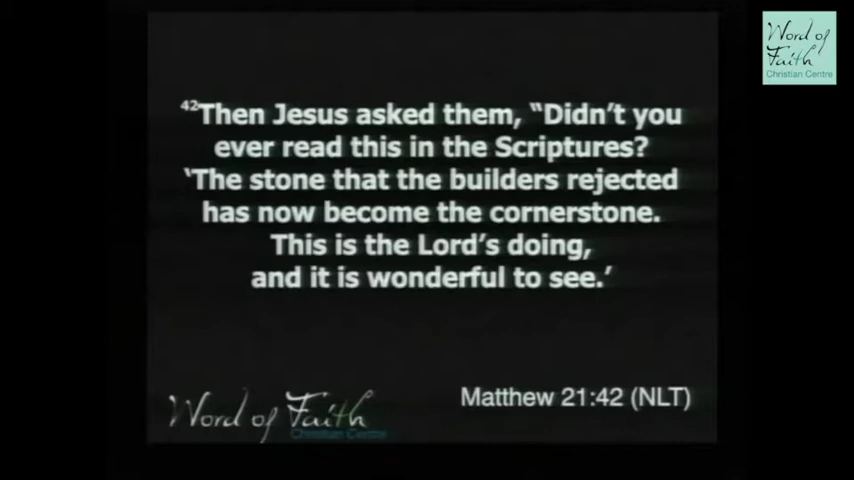 ⁴²Then Jesus asked them, “Didn’t you
ever read this in the Scriptures?
‘The stone that the builders rejected
has now become the cornerstone.
This is the Lord’s doing,
and it is wonderful to see.’
Matthew 21:42 (NLT)
Word of Faith
Christian Centre
Word of
Faith
Christian Centre